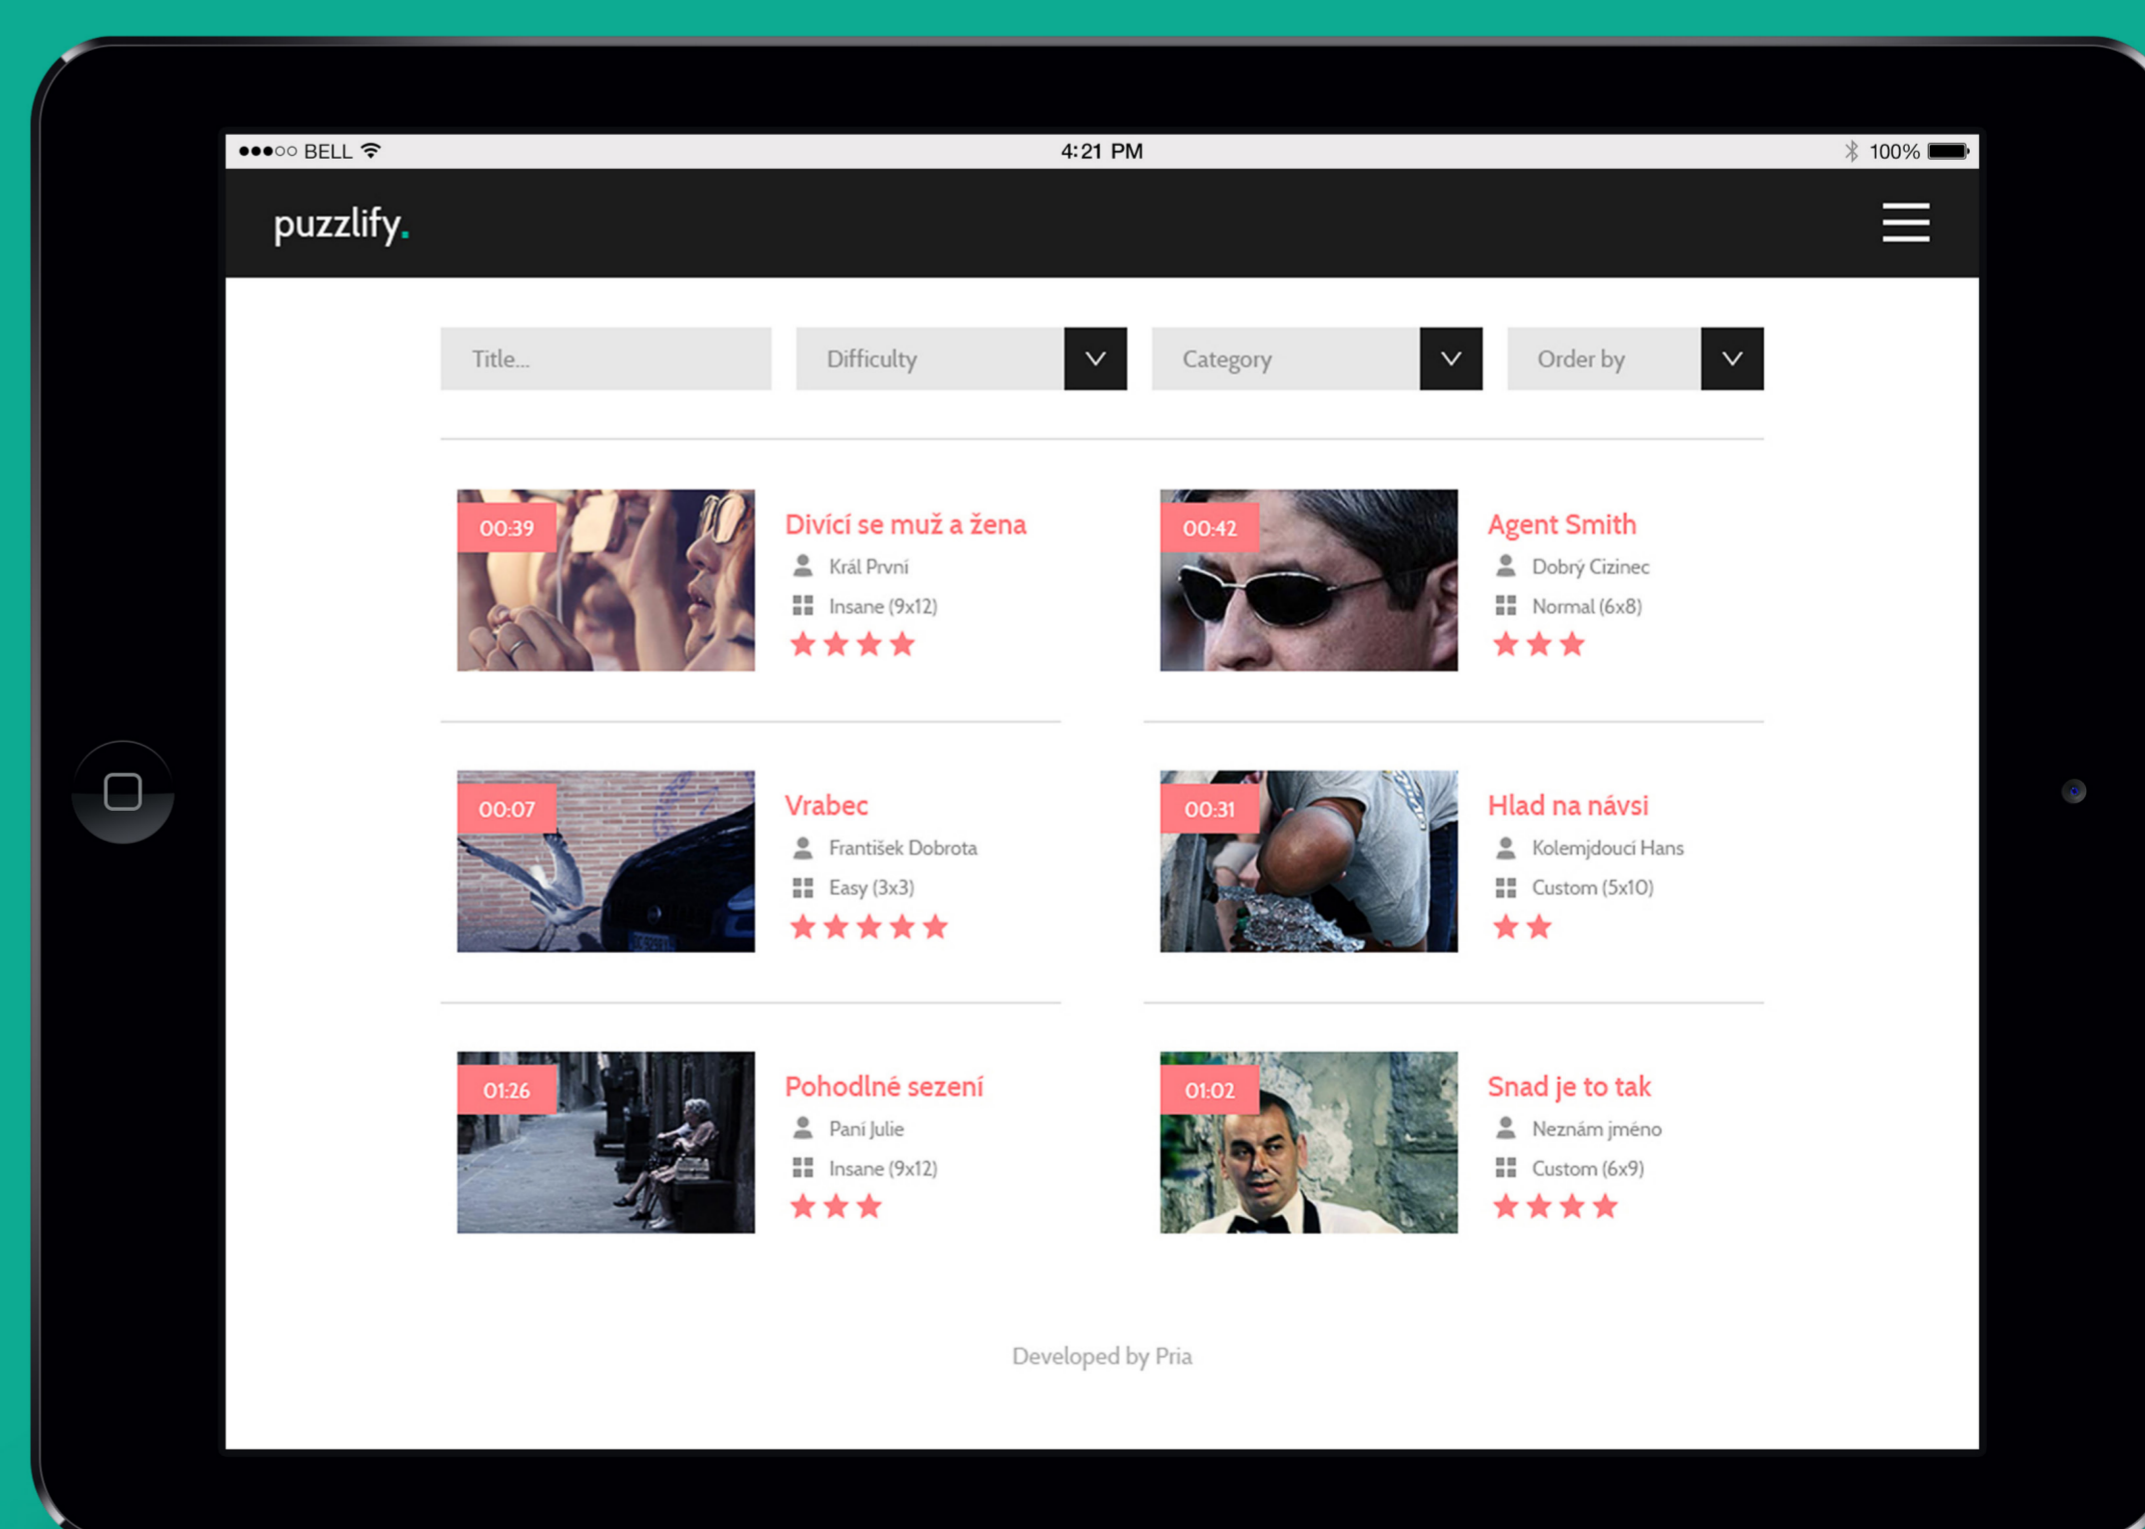 BELL 4:21 PM 100%
puzzlify.
Title... Difficulty Category Order by
00:39
Divící se muž a žena
Král První
Insane (9x12)
00:42
Agent Smith
Dobrý Cizinec
Normal (6x8)
00:07
Vrabec
František Dobrota
Easy (3x3)
00:31
Hlad na návsi
Kolemjdoucí Hans
Custom (5x10)
01:26
Pohodlné sezení
Paní Julie
Insane (9x12)
01:02
Snad je to tak
Neznám jméno
Custom (6x9)
Developed by Pria